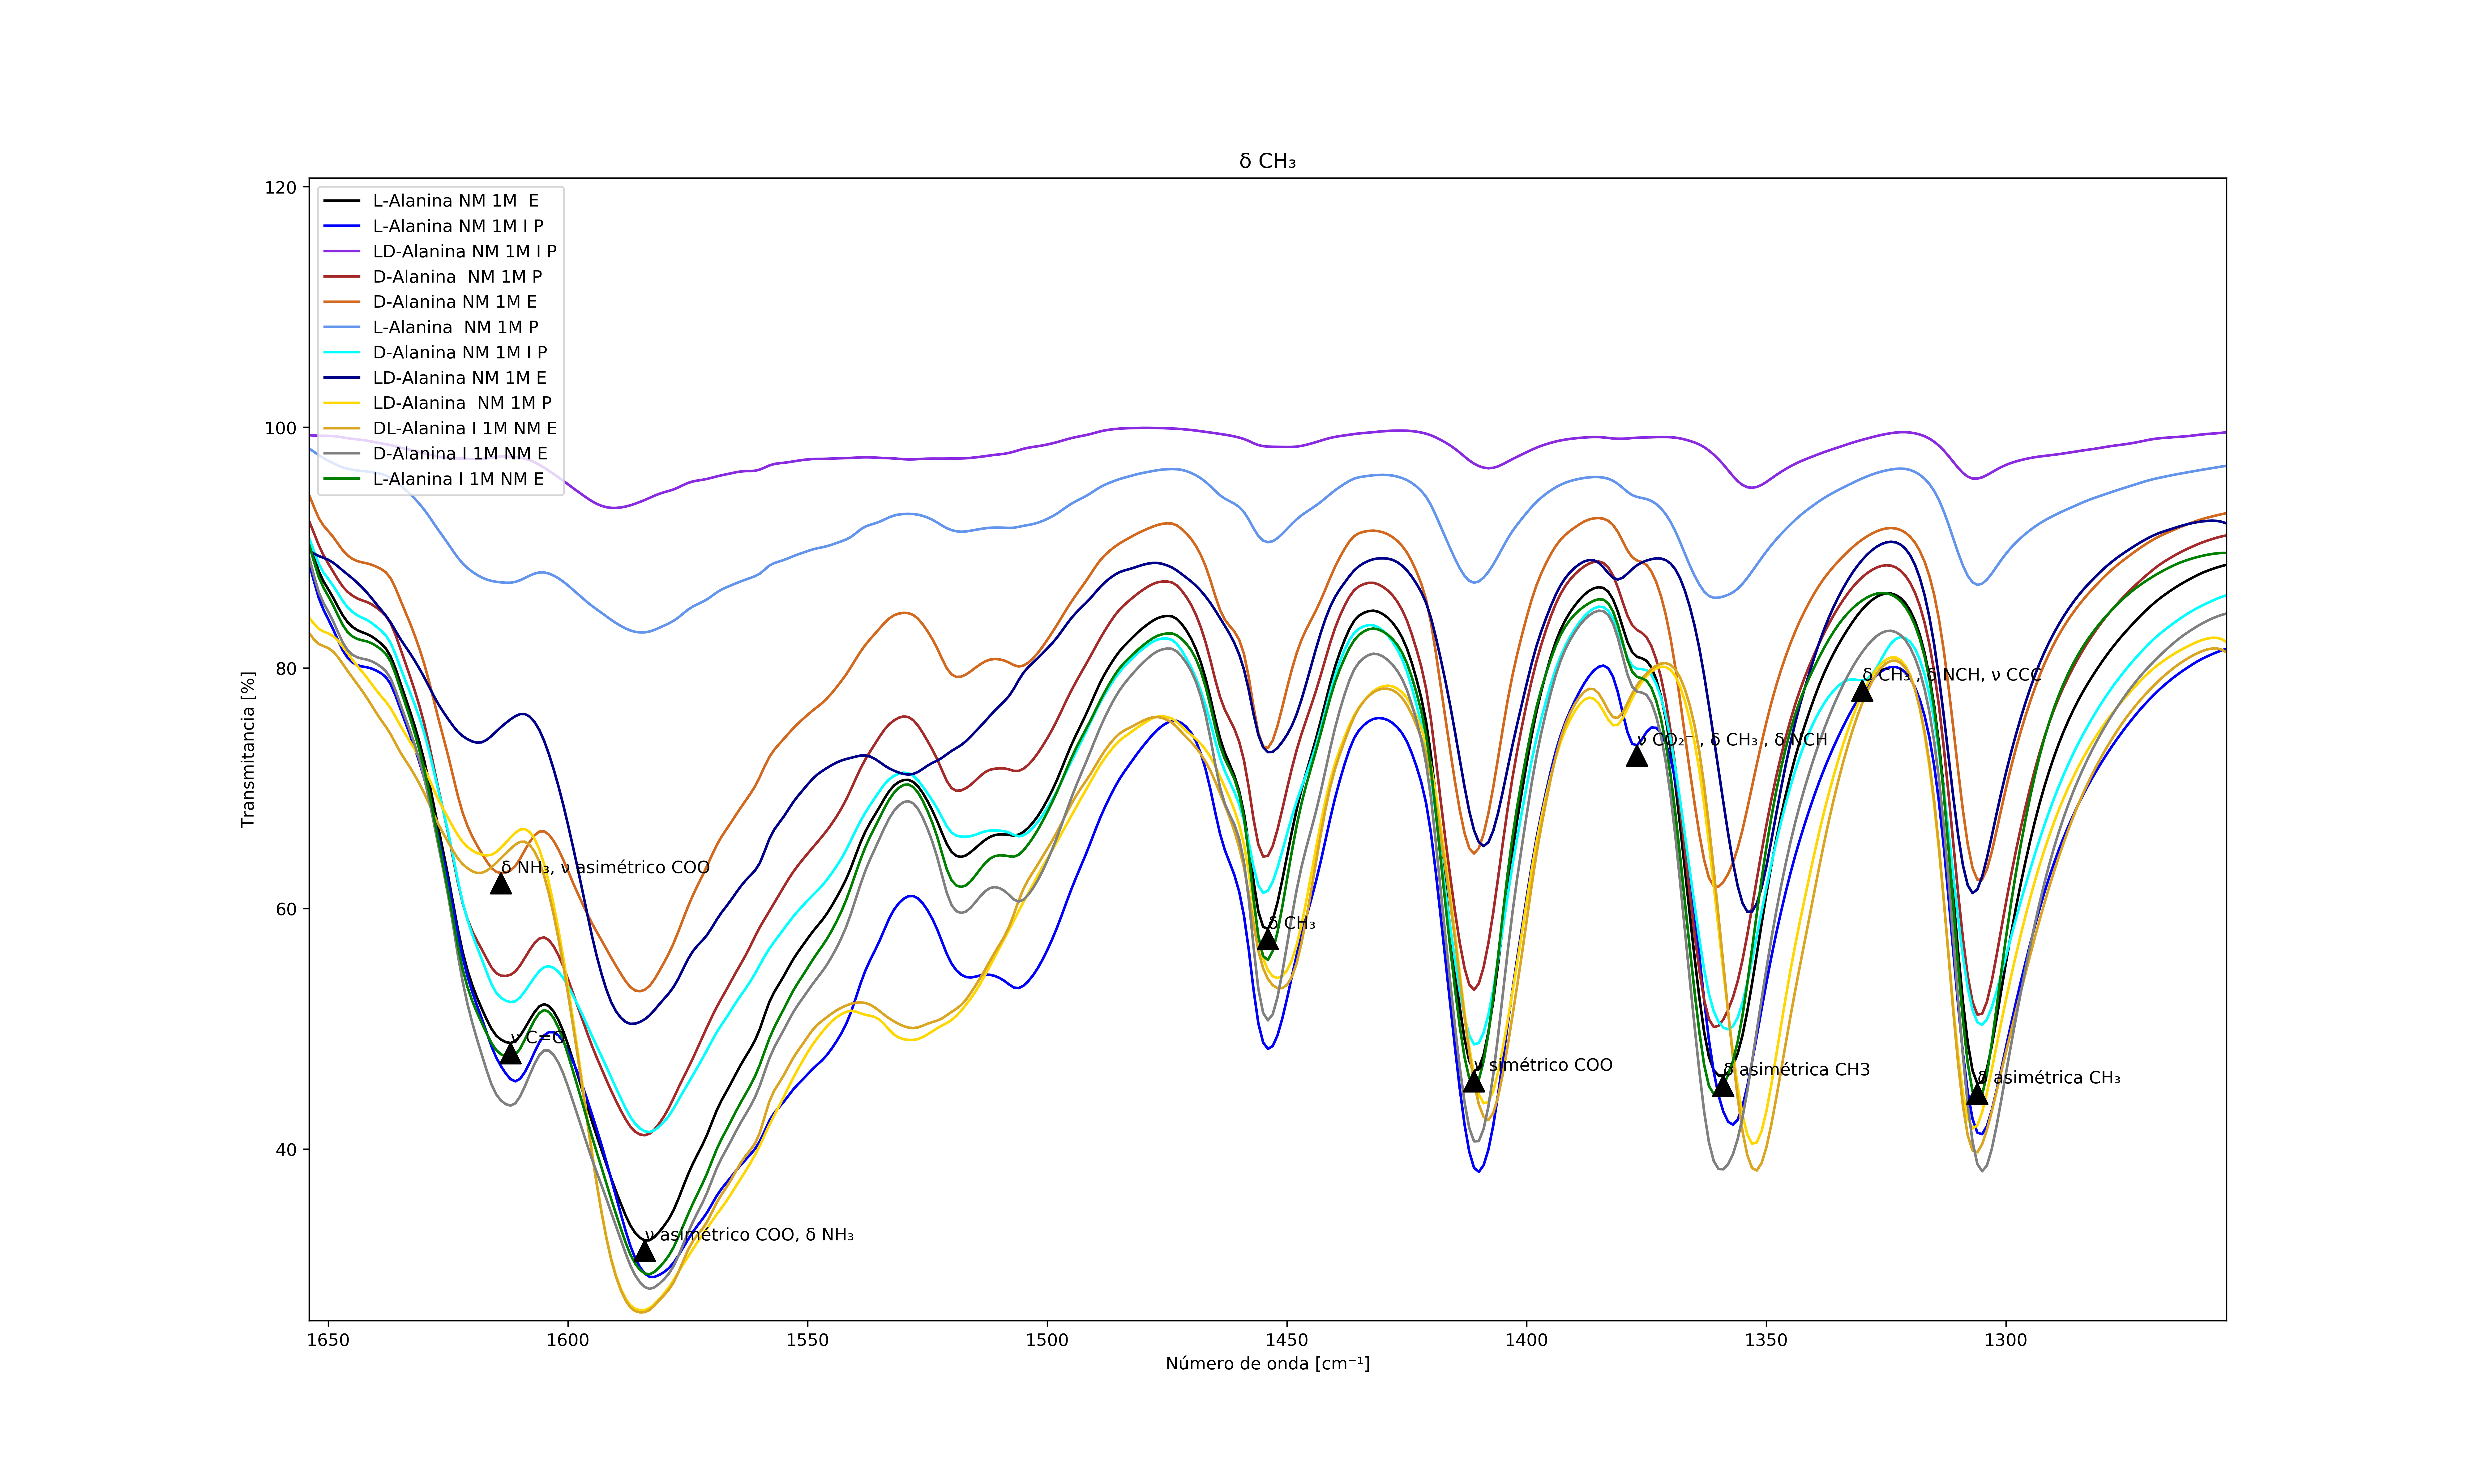 δ CH₃
120
100
80
60
40
Transmitancia [%]
L-Alanina NM 1M  E
L-Alanina NM 1M I P
LD-Alanina NM 1M I P
D-Alanina  NM 1M P
D-Alanina NM 1M E
L-Alanina  NM 1M P
D-Alanina NM 1M I P
LD-Alanina NM 1M E
LD-Alanina  NM 1M P
DL-Alanina I 1M NM E
D-Alanina I 1M NM E
L-Alanina I 1M NM E
δ CH₃ , δ NCH, ν CCC
ν CO₂⁻ , δ CH₃ , δ NCH
δ NH₃, ν asimétrico COO
δ CH₃
ν C=O
ν simétrico COO
δ asimétrica CH3
δ asimétrica CH₃
ν asimétrico COO, δ NH₃
1650
1600
1550
1500
1450
1400
1350
1300
Número de onda [cm⁻¹]